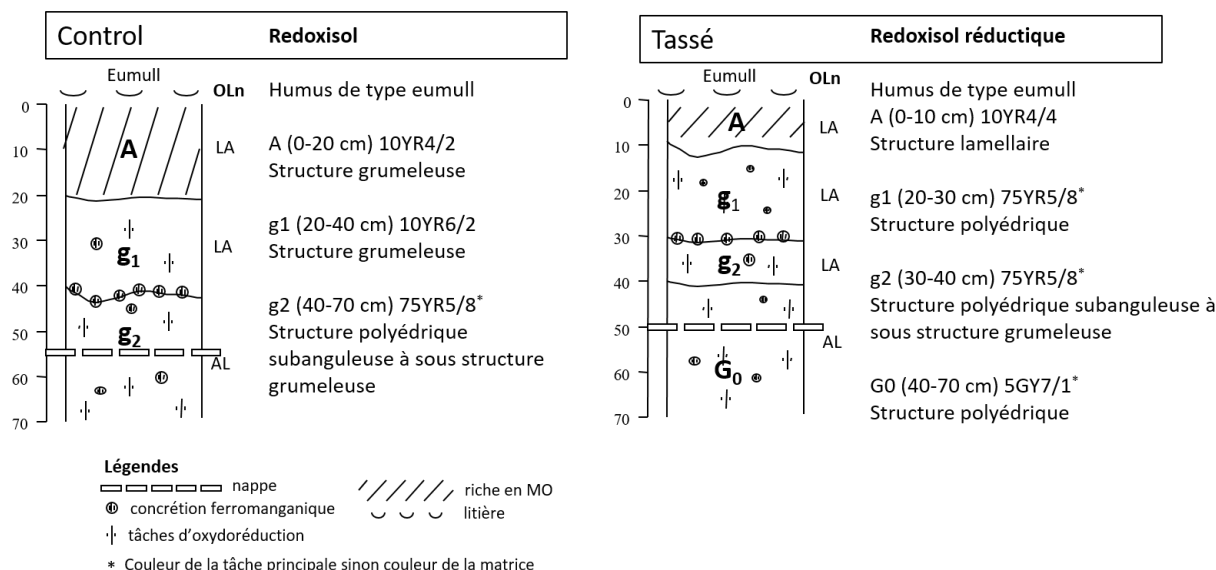 Control Redoxisol
Eumull
OLn
Humus de type eumull
0
10
20
30
40
50
60
70
A
g1
g2
LA
LA
AL
A (0-20 cm) 10YR4/2
Structure grumeleuse
g1 (20-40 cm) 10YR6/2
Structure grumeleuse
g2 (40-70 cm) 75YR5/8*
Structure polyédrique
subanguleuse à sous structure
grumeleuse
Tassé Redoxisol réductique
Eumull
OLn
Humus de type eumull
0
10
20
30
40
50
60
70
A
g1
g2
G0
LA
LA
LA
AL
A (0-10 cm) 10YR4/4
Structure lamellaire
g1 (20-30 cm) 75YR5/8*
Structure polyédrique
g2 (30-40 cm) 75YR5/8*
Structure polyédrique subanguleuse à
sous structure grumeleuse
G0 (40-70 cm) 5GY7/1*
Structure polyédrique
Légendes
nappe
concrétion ferromanganique
tâches d'oxydoréduction
* Couleur de la tâche principale sinon couleur de la matrice
riche en MO
litière